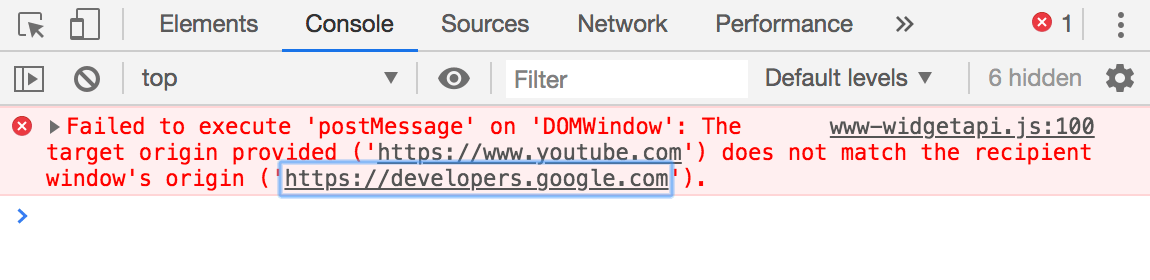 Elements Console Sources Network Performance » 1
top ▼ Filter Default levels ▼ 6 hidden
▶Failed to execute 'postMessage' on 'DOMWindow': The www-widgetapi.js:100
target origin provided ('https://www.youtube.com') does not match the recipient
window's origin ('https://developers.google.com').